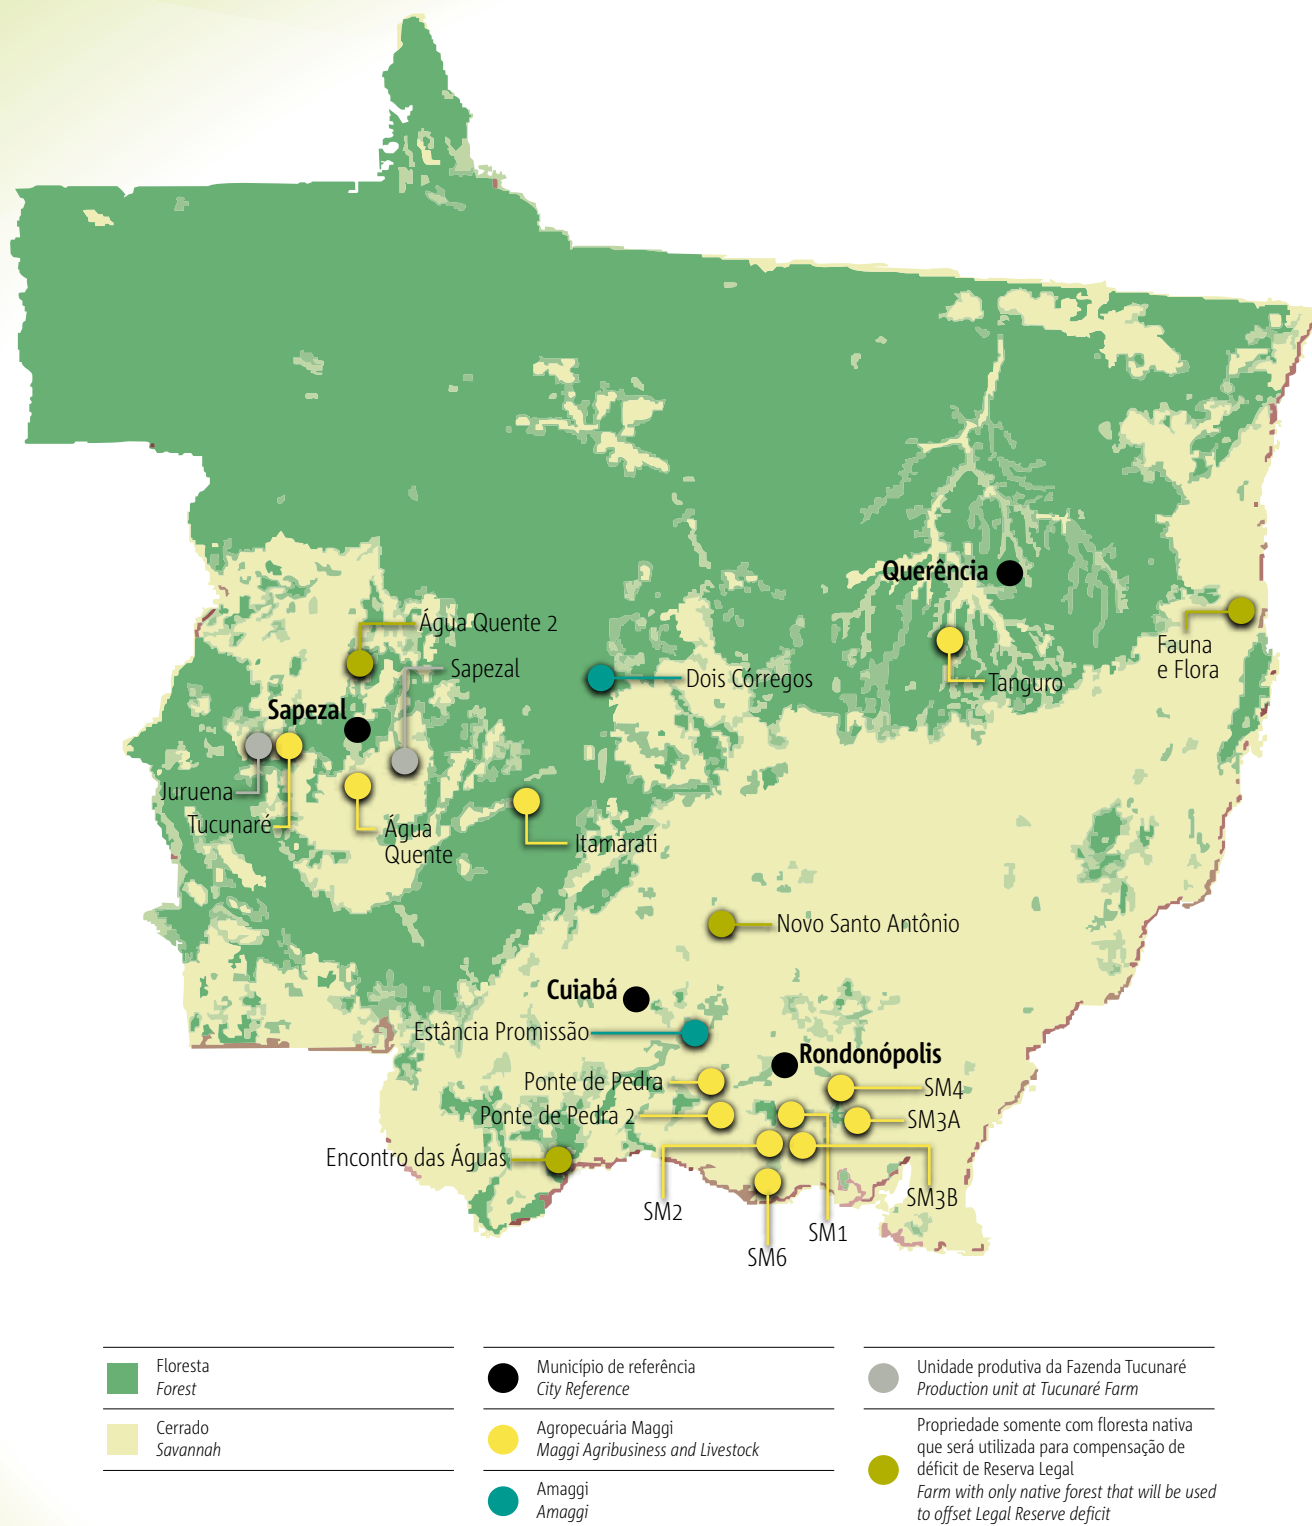 Querência
Água Quente 2
Fauna
e Flora
Sapezal
Dois Córregos
Tanguro
Sapezal
Juruena
Tucunaré
Água
Quente
Itamarati
Novo Santo Antônio
Cuiabá
Estância Promissão
Rondonópolis
Ponte de Pedra
SM4
Ponte de Pedra 2
SM3A
Encontro das Águas
SM3B
SM2
SM1
SM6
Floresta
Forest
Cerrado
Savannah
Município de referência
City Reference
Agropecuária Maggi
Maggi Agribusiness and Livestock
Amaggi
Amaggi
Unidade produtiva da Fazenda Tucunaré
Production unit at Tucunaré Farm
Propriedade somente com floresta nativa
que será utilizada para compensação de
déficit de Reserva Legal
Farm with only native forest that will be used
to offset Legal Reserve deficit